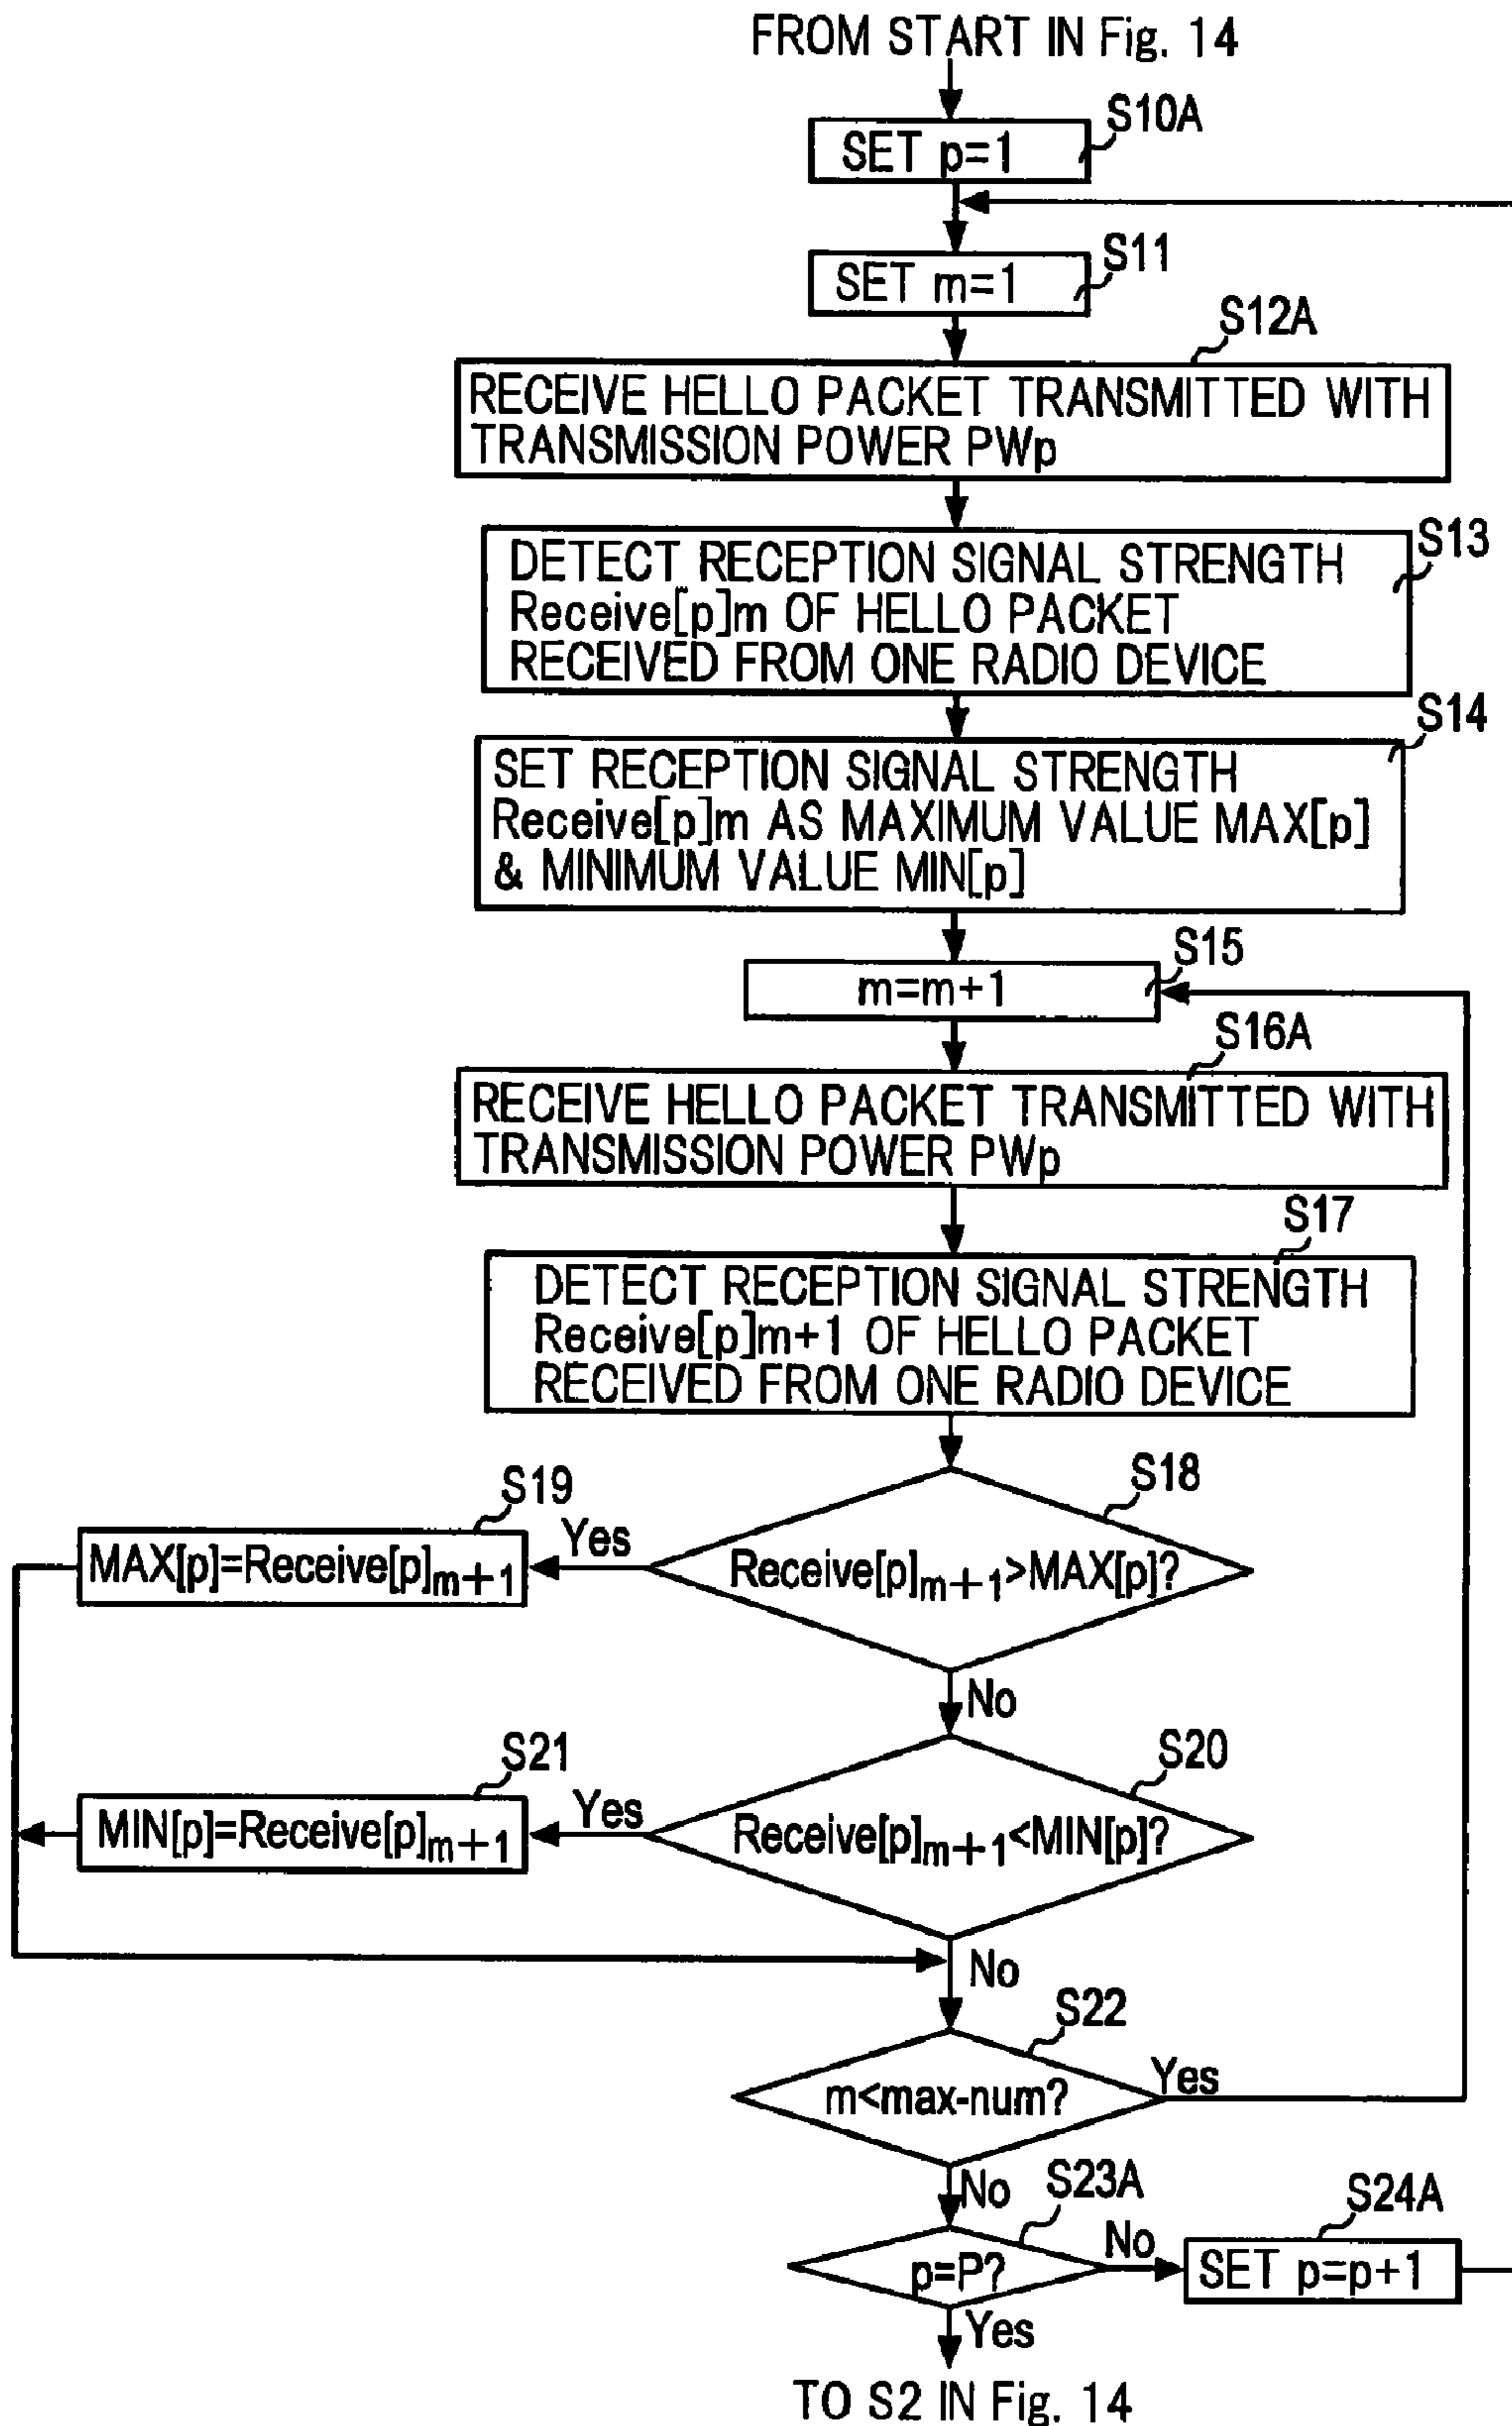 FROM START IN Fig. 14
S10A
SET p=1
S11
SET m=1
S12A
RECEIVE HELLO PACKET TRANSMITTED WITH
TRANSMISSION POWER PWp
S13
DETECT RECEPTION SIGNAL STRENGTH
Receive[p]m OF HELLO PACKET
RECEIVED FROM ONE RADIO DEVICE
S14
SET RECEPTION SIGNAL STRENGTH
Receive[p]m AS MAXIMUM VALUE MAX[p]
& MINIMUM VALUE MIN[p]
S15
m=m+1
S16A
RECEIVE HELLO PACKET TRANSMITTED WITH
TRANSMISSION POWER PWp
S17
DETECT RECEPTION SIGNAL STRENGTH
Receive[p]m+1 OF HELLO PACKET
RECEIVED FROM ONE RADIO DEVICE
S18
Receive[p]m+1>MAX[p]?
Yes
S19
MAX[p]=Receive[p]m+1
No
S20
Receive[p]m+1<MIN[p]?
Yes
S21
MIN[p]=Receive[p]m+1
No
S22
m<max-num?
Yes
No
S23A
p=P?
No
S24A
SET p=p+1
Yes
TO S2 IN Fig. 14